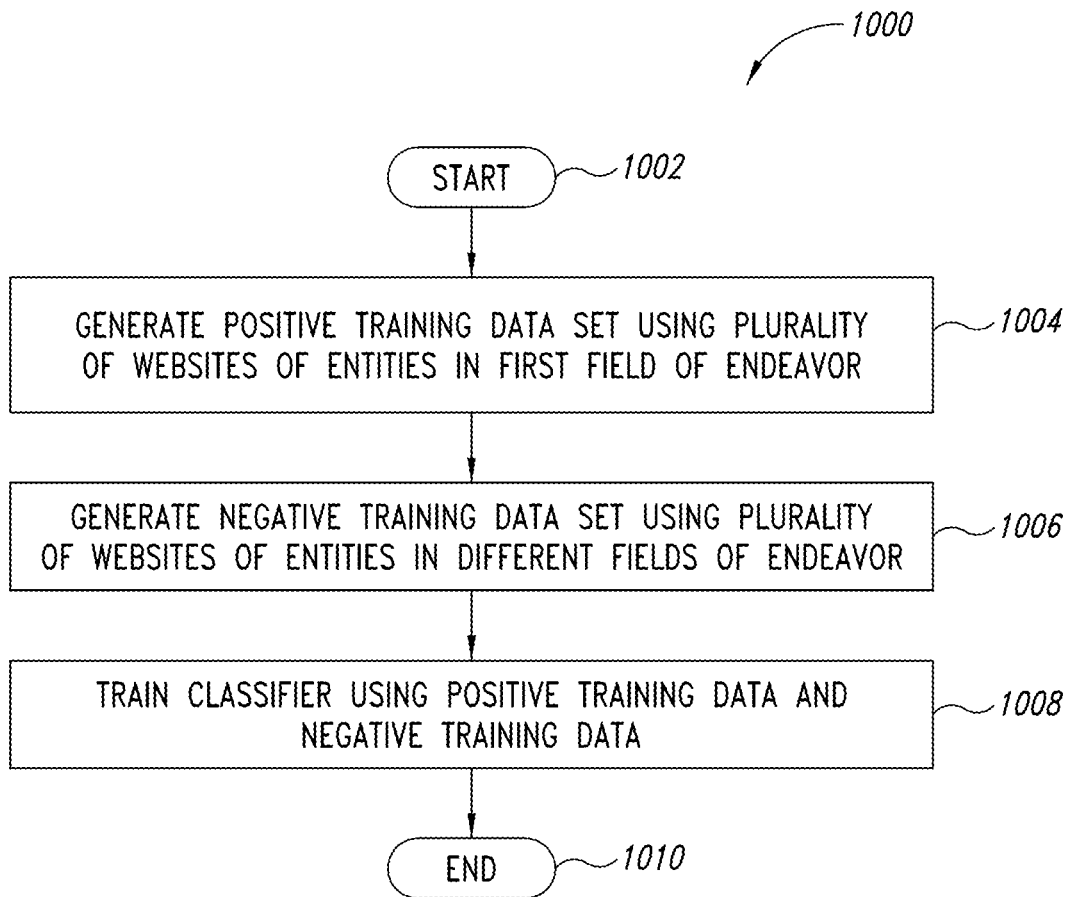 1000
START
1002
GENERATE POSITIVE TRAINING DATA SET USING PLURALITY
OF WEBSITES OF ENTITIES IN FIRST FIELD OF ENDEAVOR
1004
GENERATE NEGATIVE TRAINING DATA SET USING PLURALITY
OF WEBSITES OF ENTITIES IN DIFFERENT FIELDS OF ENDEAVOR
1006
TRAIN CLASSIFIER USING POSITIVE TRAINING DATA AND
NEGATIVE TRAINING DATA
1008
END
1010